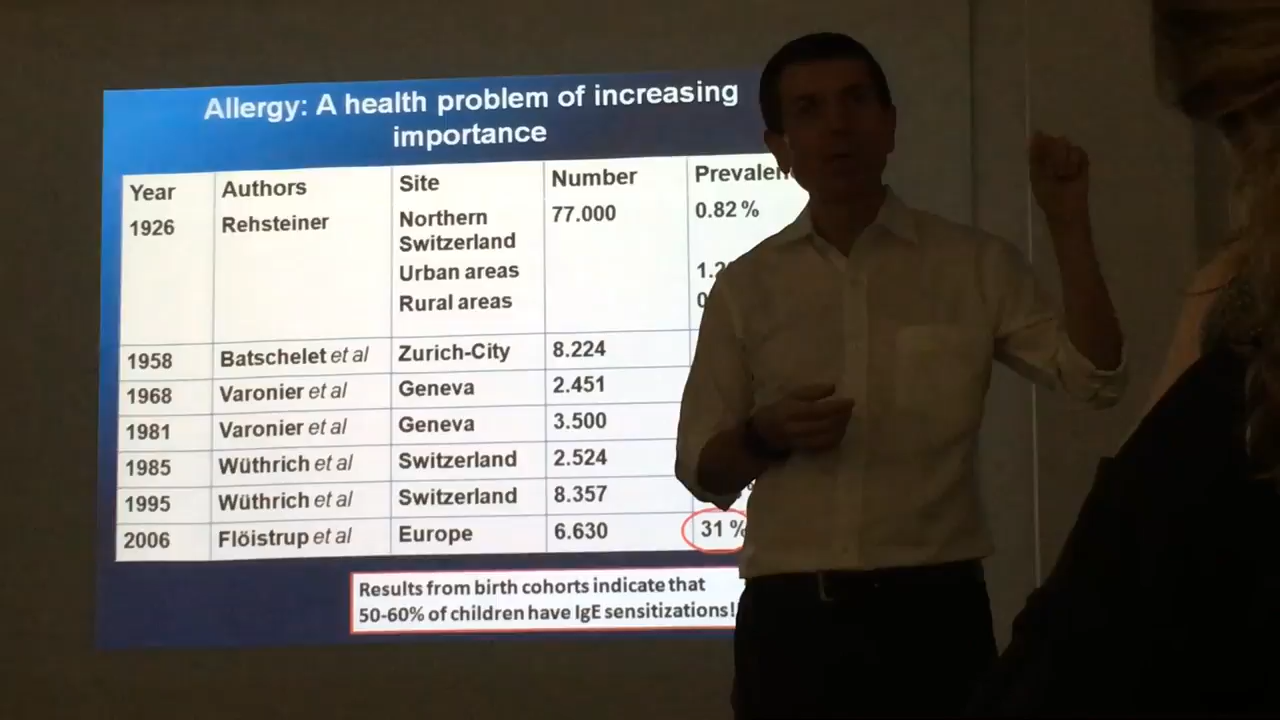 Allergy: A health problem of increasing
importance
Year Authors Site Number
1926 Rehsteiner Northern 77.000 0.82 %
Switzerland
Urban areas
Rural areas
1958 Batschelet et al Zurich-City 8.224
1968 Varonier et al Geneva 2.451
1981 Varonier et al Geneva 3.500
1985 Wüthrich et al Switzerland 2.524
1995 Wüthrich et al Switzerland 8.357
2006 Flöistrup et al Europe 6.630 31 %
Results from birth cohorts indicate that
50-60% of children have IgE sensitizations!